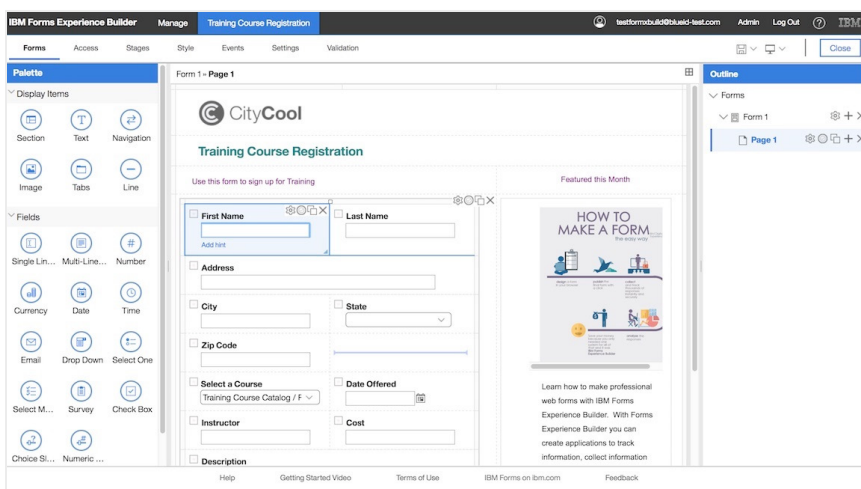 IBM Forms Experience Builder Manage Training Course Registration testformxbuild@blueid-test.com Admin Log Out ? IBM
Forms Access Stages Style Events Settings Validation Close
Palette
Display Items
Section Text Navigation
Image Tabs Line
Fields
Single Lin... Multi-Line... Number
Currency Date Time
Email Drop Down Select One
Select M... Survey Check Box
Choice Sl... Numeric ...
Form 1 » Page 1
CityCool
Training Course Registration
Use this form to sign up for Training
First Name
Add hint
Last Name
Address
City
State
Zip Code
Select a Course
Training Course Catalog / F
Date Offered
Instructor
Cost
Description
Featured this Month
HOW TO
MAKE A FORM
the easy way
Learn how to make professional
web forms with IBM Forms
Experience Builder. With Forms
Experience Builder you can
create applications to track
information, collect information
Outline
Forms
Form 1
Page 1
Help Getting Started Video Terms of Use IBM Forms on ibm.com Feedback